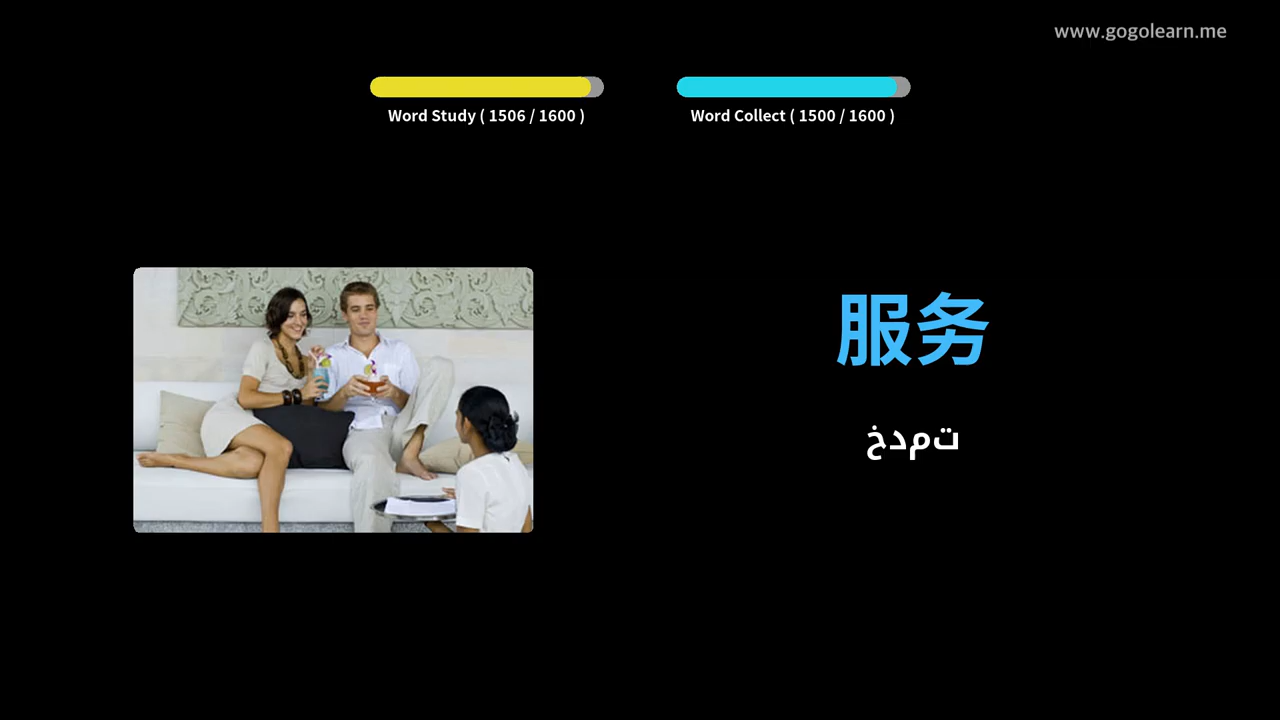 www.gogolearn.me
Word Study ( 1506 / 1600 )
Word Collect ( 1500 / 1600 )
服务
تمدخ